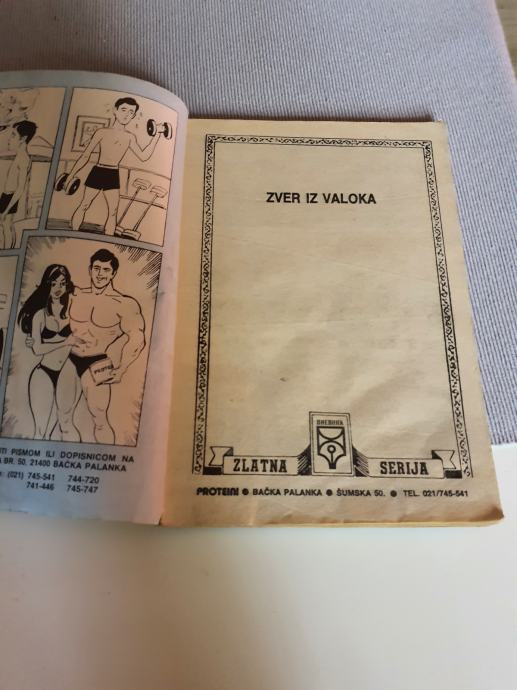 PROTEI
TI PISMOM ILI DOPISNICOM NA
BR. 50, 21400 BAČKA PALANKA
(021) 745-541 744-720
741-446 745-747
ZVER IZ VALOKA
DNEVNIK
ZLATNA SERIJA
PROTEINI ● BAČKA PALANKA ● ŠUMSKA 50. ● TEL. 021/745-541